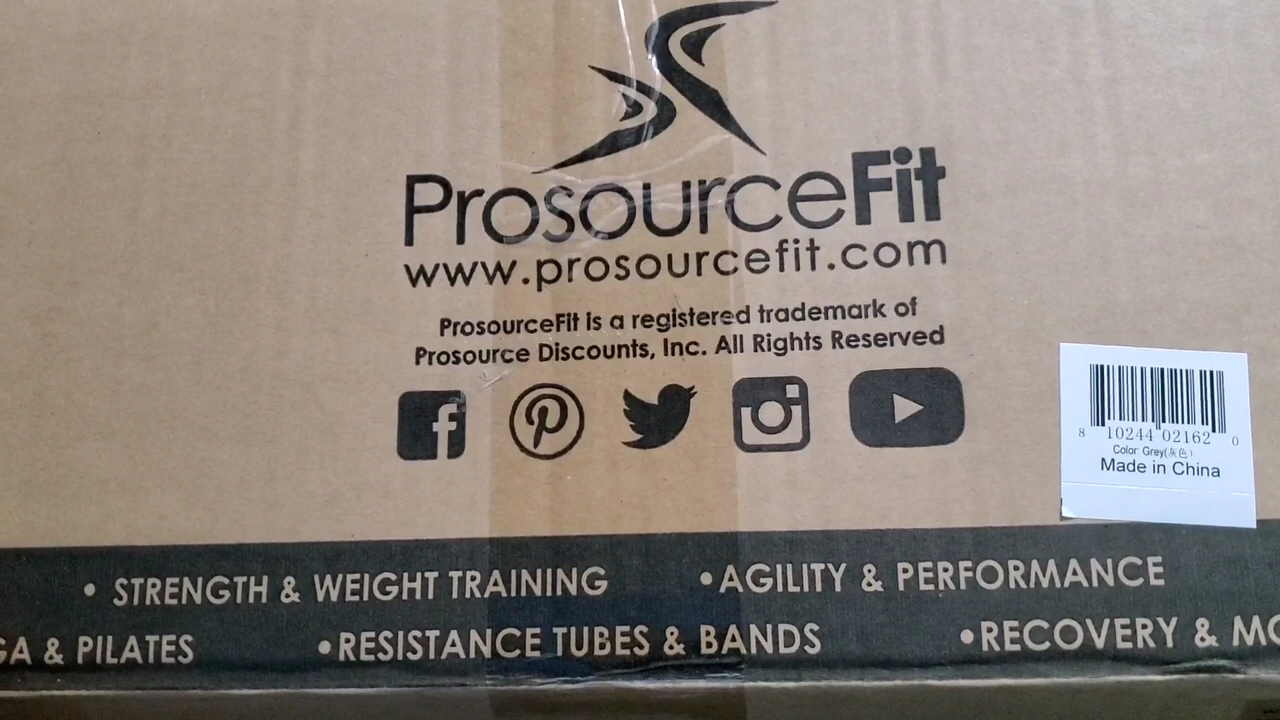 ProsourceFit
www.prosourcefit.com
ProsourceFit is a registered trademark of
Prosource Discounts, Inc. All Rights Reserved
8 10244 02162 0
Color: Grey(灰色)
Made in China
• STRENGTH & WEIGHT TRAINING •AGILITY & PERFORMANCE
GA & PILATES •RESISTANCE TUBES & BANDS •RECOVERY & MO